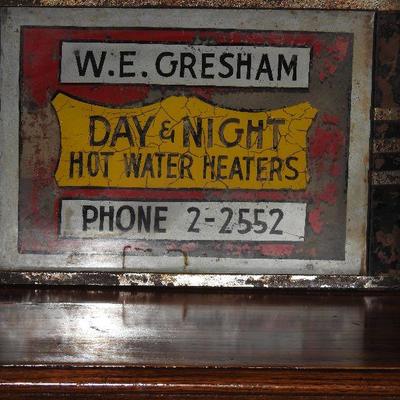 W.E. GRESHAM
DAY & NIGHT
HOT WATER HEATERS
PHONE 2-2552